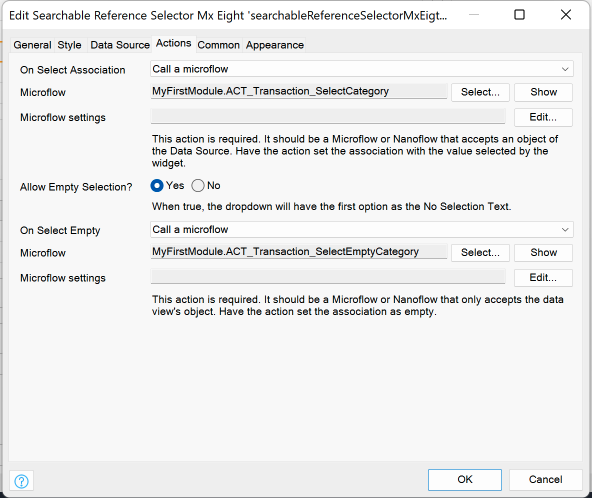 Edit Searchable Reference Selector Mx Eight 'searchableReferenceSelectorMxEigt...
General Style Data Source Actions Common Appearance
On Select Association Call a microflow
Microflow MyFirstModule.ACT_Transaction_SelectCategory Select... Show
Microflow settings Edit...
This action is required. It should be a Microflow or Nanoflow that accepts an object of
the Data Source. Have the action set the association with the value selected by the
widget.
Allow Empty Selection? Yes No
When true, the dropdown will have the first option as the No Selection Text.
On Select Empty Call a microflow
Microflow MyFirstModule.ACT_Transaction_SelectEmptyCategory Select... Show
Microflow settings Edit...
This action is required. It should be a Microflow or Nanoflow that only accepts the data
view's object. Have the action set the association as empty.
? OK Cancel